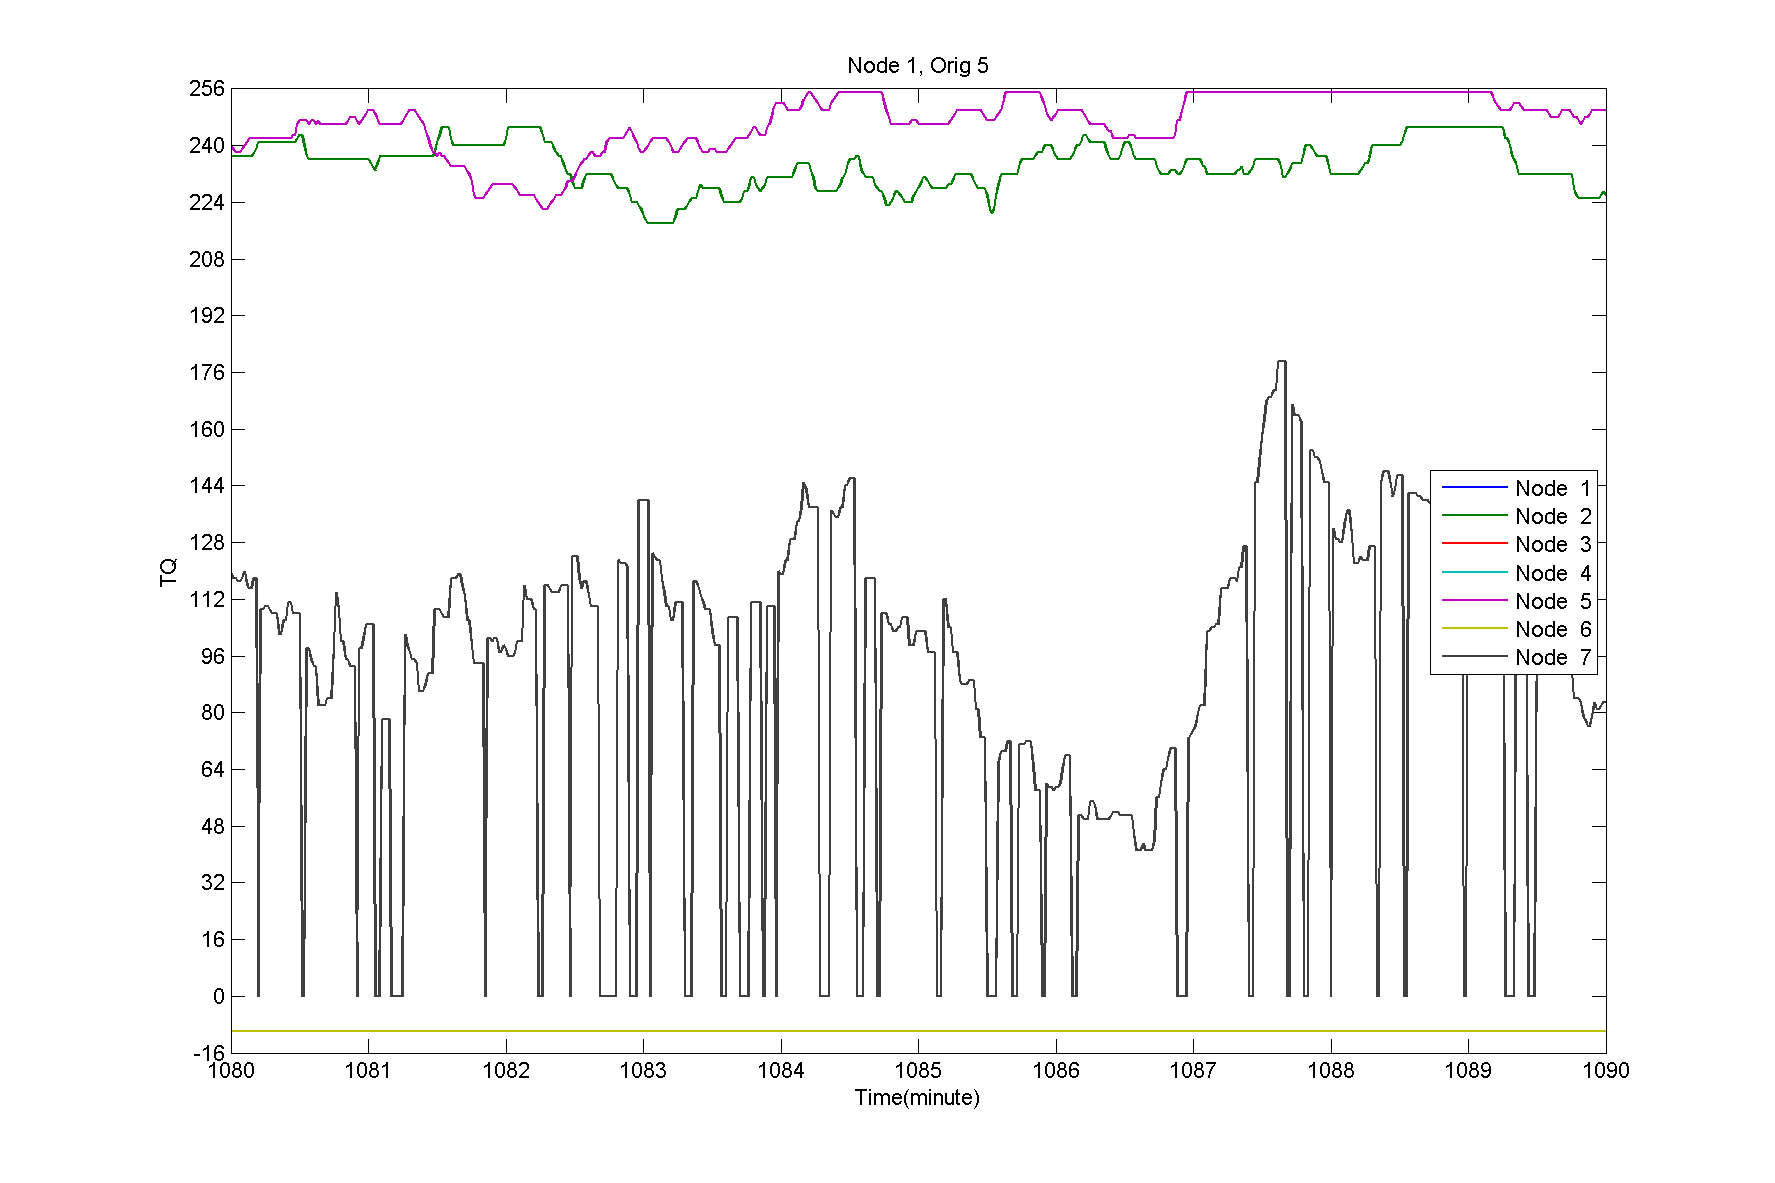 Node 1, Orig 5
256
240
224
208
192
176
160
144
128
112
96
80
64
48
32
16
0
-16
TQ
Node 1
Node 2
Node 3
Node 4
Node 5
Node 6
Node 7
1080 1081 1082 1083 1084 1085 1086 1087 1088 1089 1090
Time(minute)